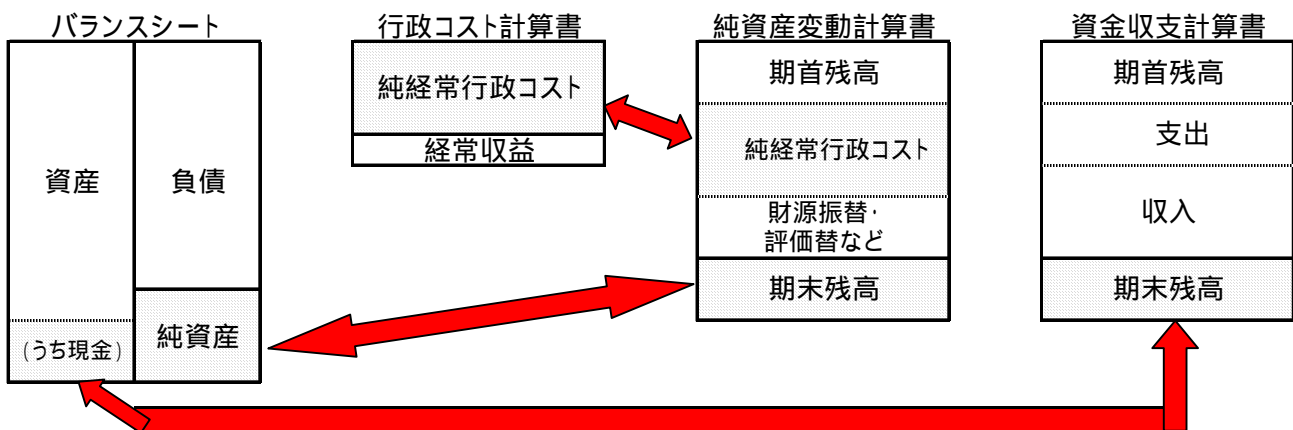 バランスシート
資産
(うち現金)
負債
純資産
行政コスト計算書
純経常行政コスト
経常収益
純資産変動計算書
期首残高
純経常行政コスト
財源振替・
評価替など
期末残高
資金収支計算書
期首残高
支出
収入
期末残高